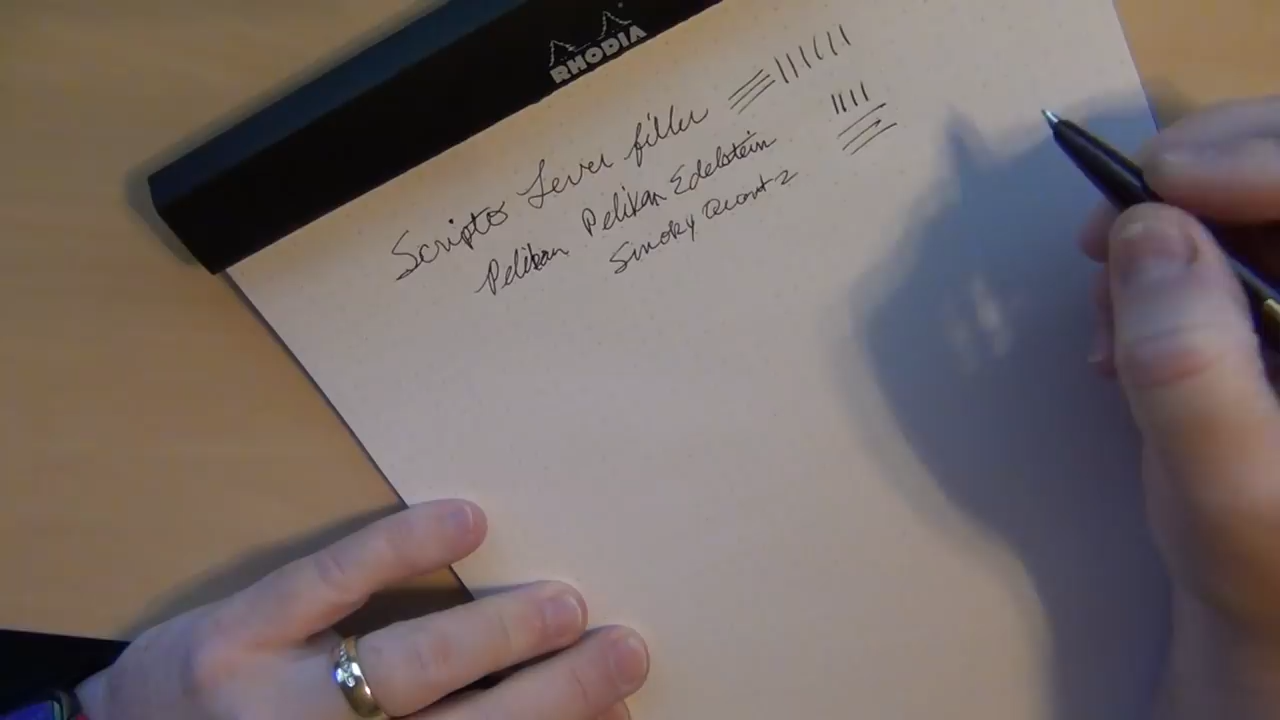 RHODIA
Scripto Lever filler
Pelikan Pelikan Edelstein
Smoky Quartz